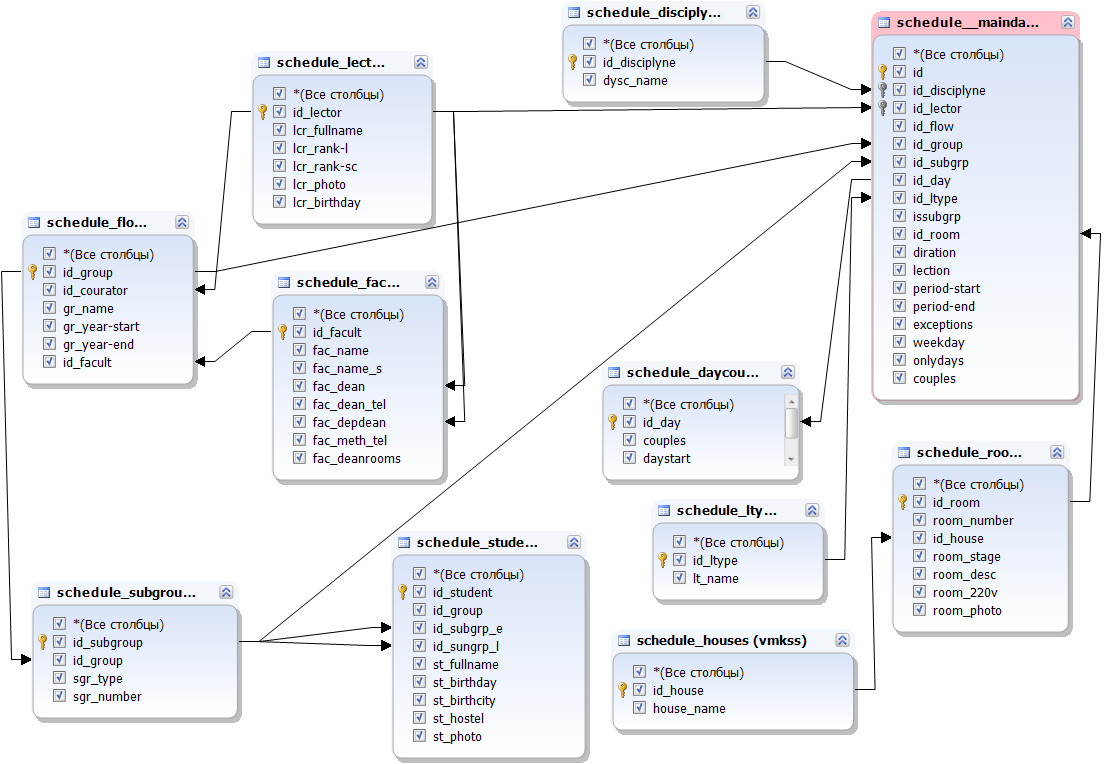 schedule_disciply...
*(Все столбцы)
id_disciplyne
dysc_name
schedule__mainda...
*(Все столбцы)
id
id_disciplyne
id_lector
id_flow
id_group
id_subgrp
id_day
id_ltype
issubgrp
id_room
diration
lection
period-start
period-end
exceptions
weekday
onlydays
couples
schedule_lect...
*(Все столбцы)
id_lector
lcr_fullname
lcr_rank-l
lcr_rank-sc
lcr_photo
lcr_birthday
schedule_flo...
*(Все столбцы)
id_group
id_courator
gr_name
gr_year-start
gr_year-end
id_facult
schedule_fac...
*(Все столбцы)
id_facult
fac_name
fac_name_s
fac_dean
fac_dean_tel
fac_depdean
fac_meth_tel
fac_deanrooms
schedule_daycou...
*(Все столбцы)
id_day
couples
daystart
schedule_roo...
*(Все столбцы)
id_room
room_number
id_house
room_stage
room_desc
room_220v
room_photo
schedule_lty...
*(Все столбцы)
id_ltype
lt_name
schedule_stude...
*(Все столбцы)
id_student
id_group
id_subgrp_e
id_sungrp_l
st_fullname
st_birthday
st_birthcity
st_hostel
st_photo
schedule_subgrou...
*(Все столбцы)
id_subgroup
id_group
sgr_type
sgr_number
schedule_houses (vmkss)
*(Все столбцы)
id_house
house_name